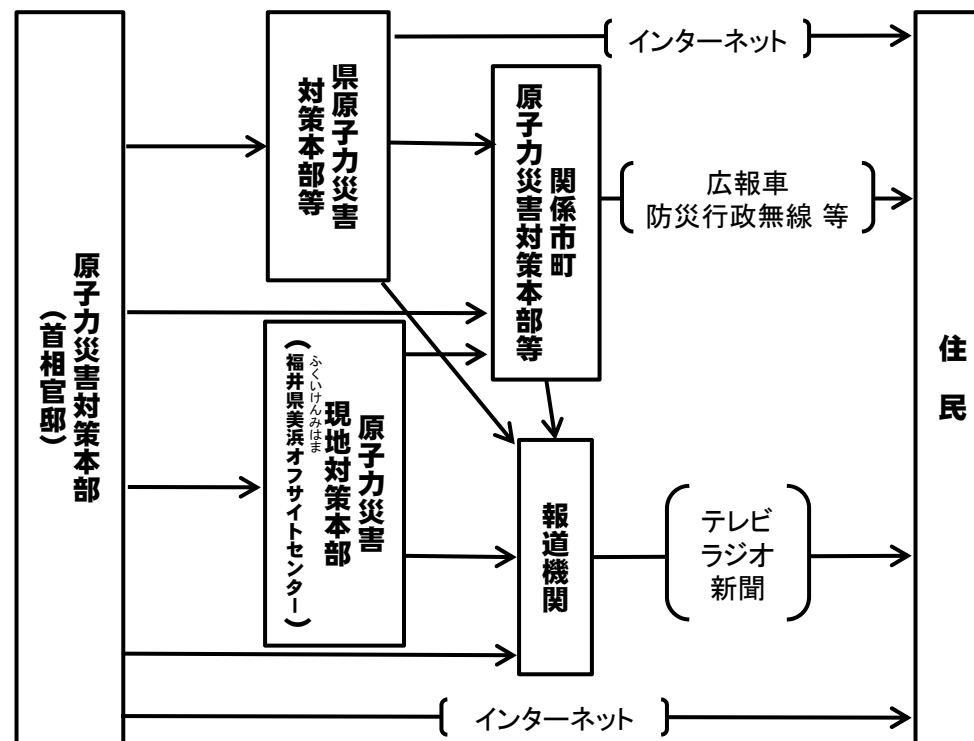 原子力災害対策本部
（首相官邸）
県原子力災害
対策本部等
原子力災害
現地対策本部
ふくいけんみはま
（福井県美浜オフサイトセンター）
関係市町
原子力災害対策本部等
報道機関
インターネット
広報車
防災行政無線 等
テレビ
ラジオ
新聞
インターネット
住民